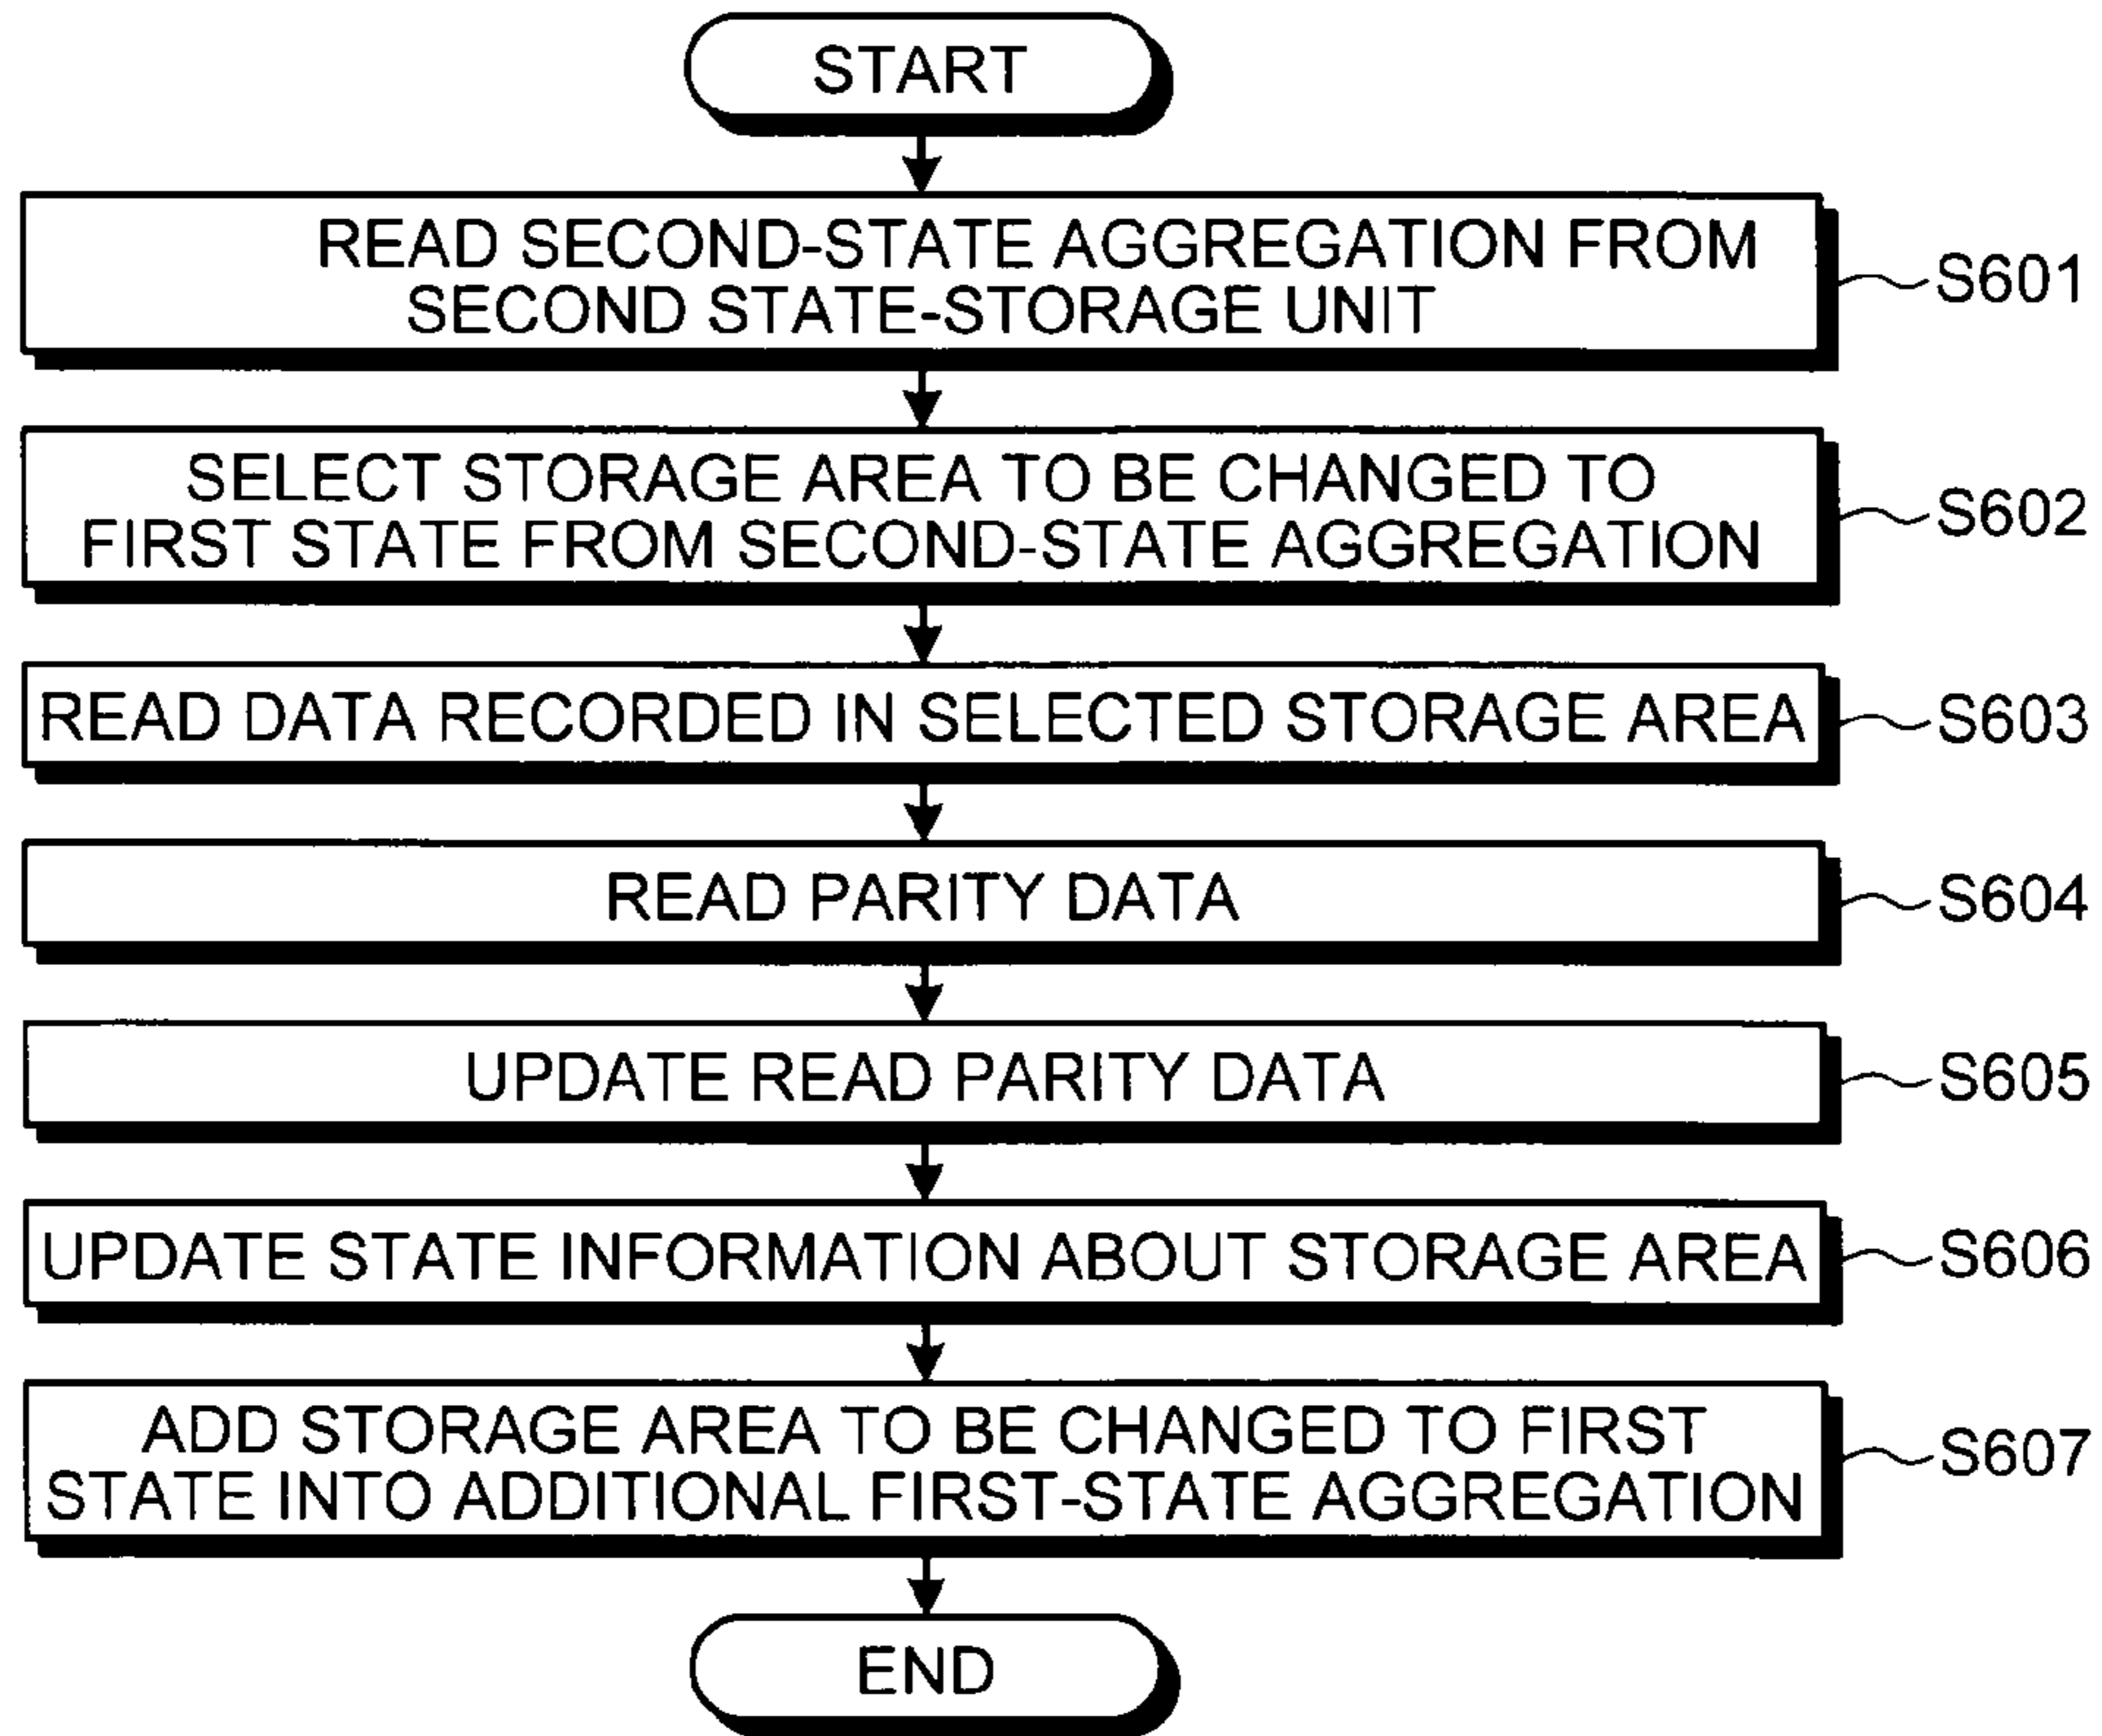 START
READ SECOND-STATE AGGREGATION FROM
SECOND STATE-STORAGE UNIT
S601
SELECT STORAGE AREA TO BE CHANGED TO
FIRST STATE FROM SECOND-STATE AGGREGATION
S602
READ DATA RECORDED IN SELECTED STORAGE AREA
S603
READ PARITY DATA
S604
UPDATE READ PARITY DATA
S605
UPDATE STATE INFORMATION ABOUT STORAGE AREA
S606
ADD STORAGE AREA TO BE CHANGED TO FIRST
STATE INTO ADDITIONAL FIRST-STATE AGGREGATION
S607
END